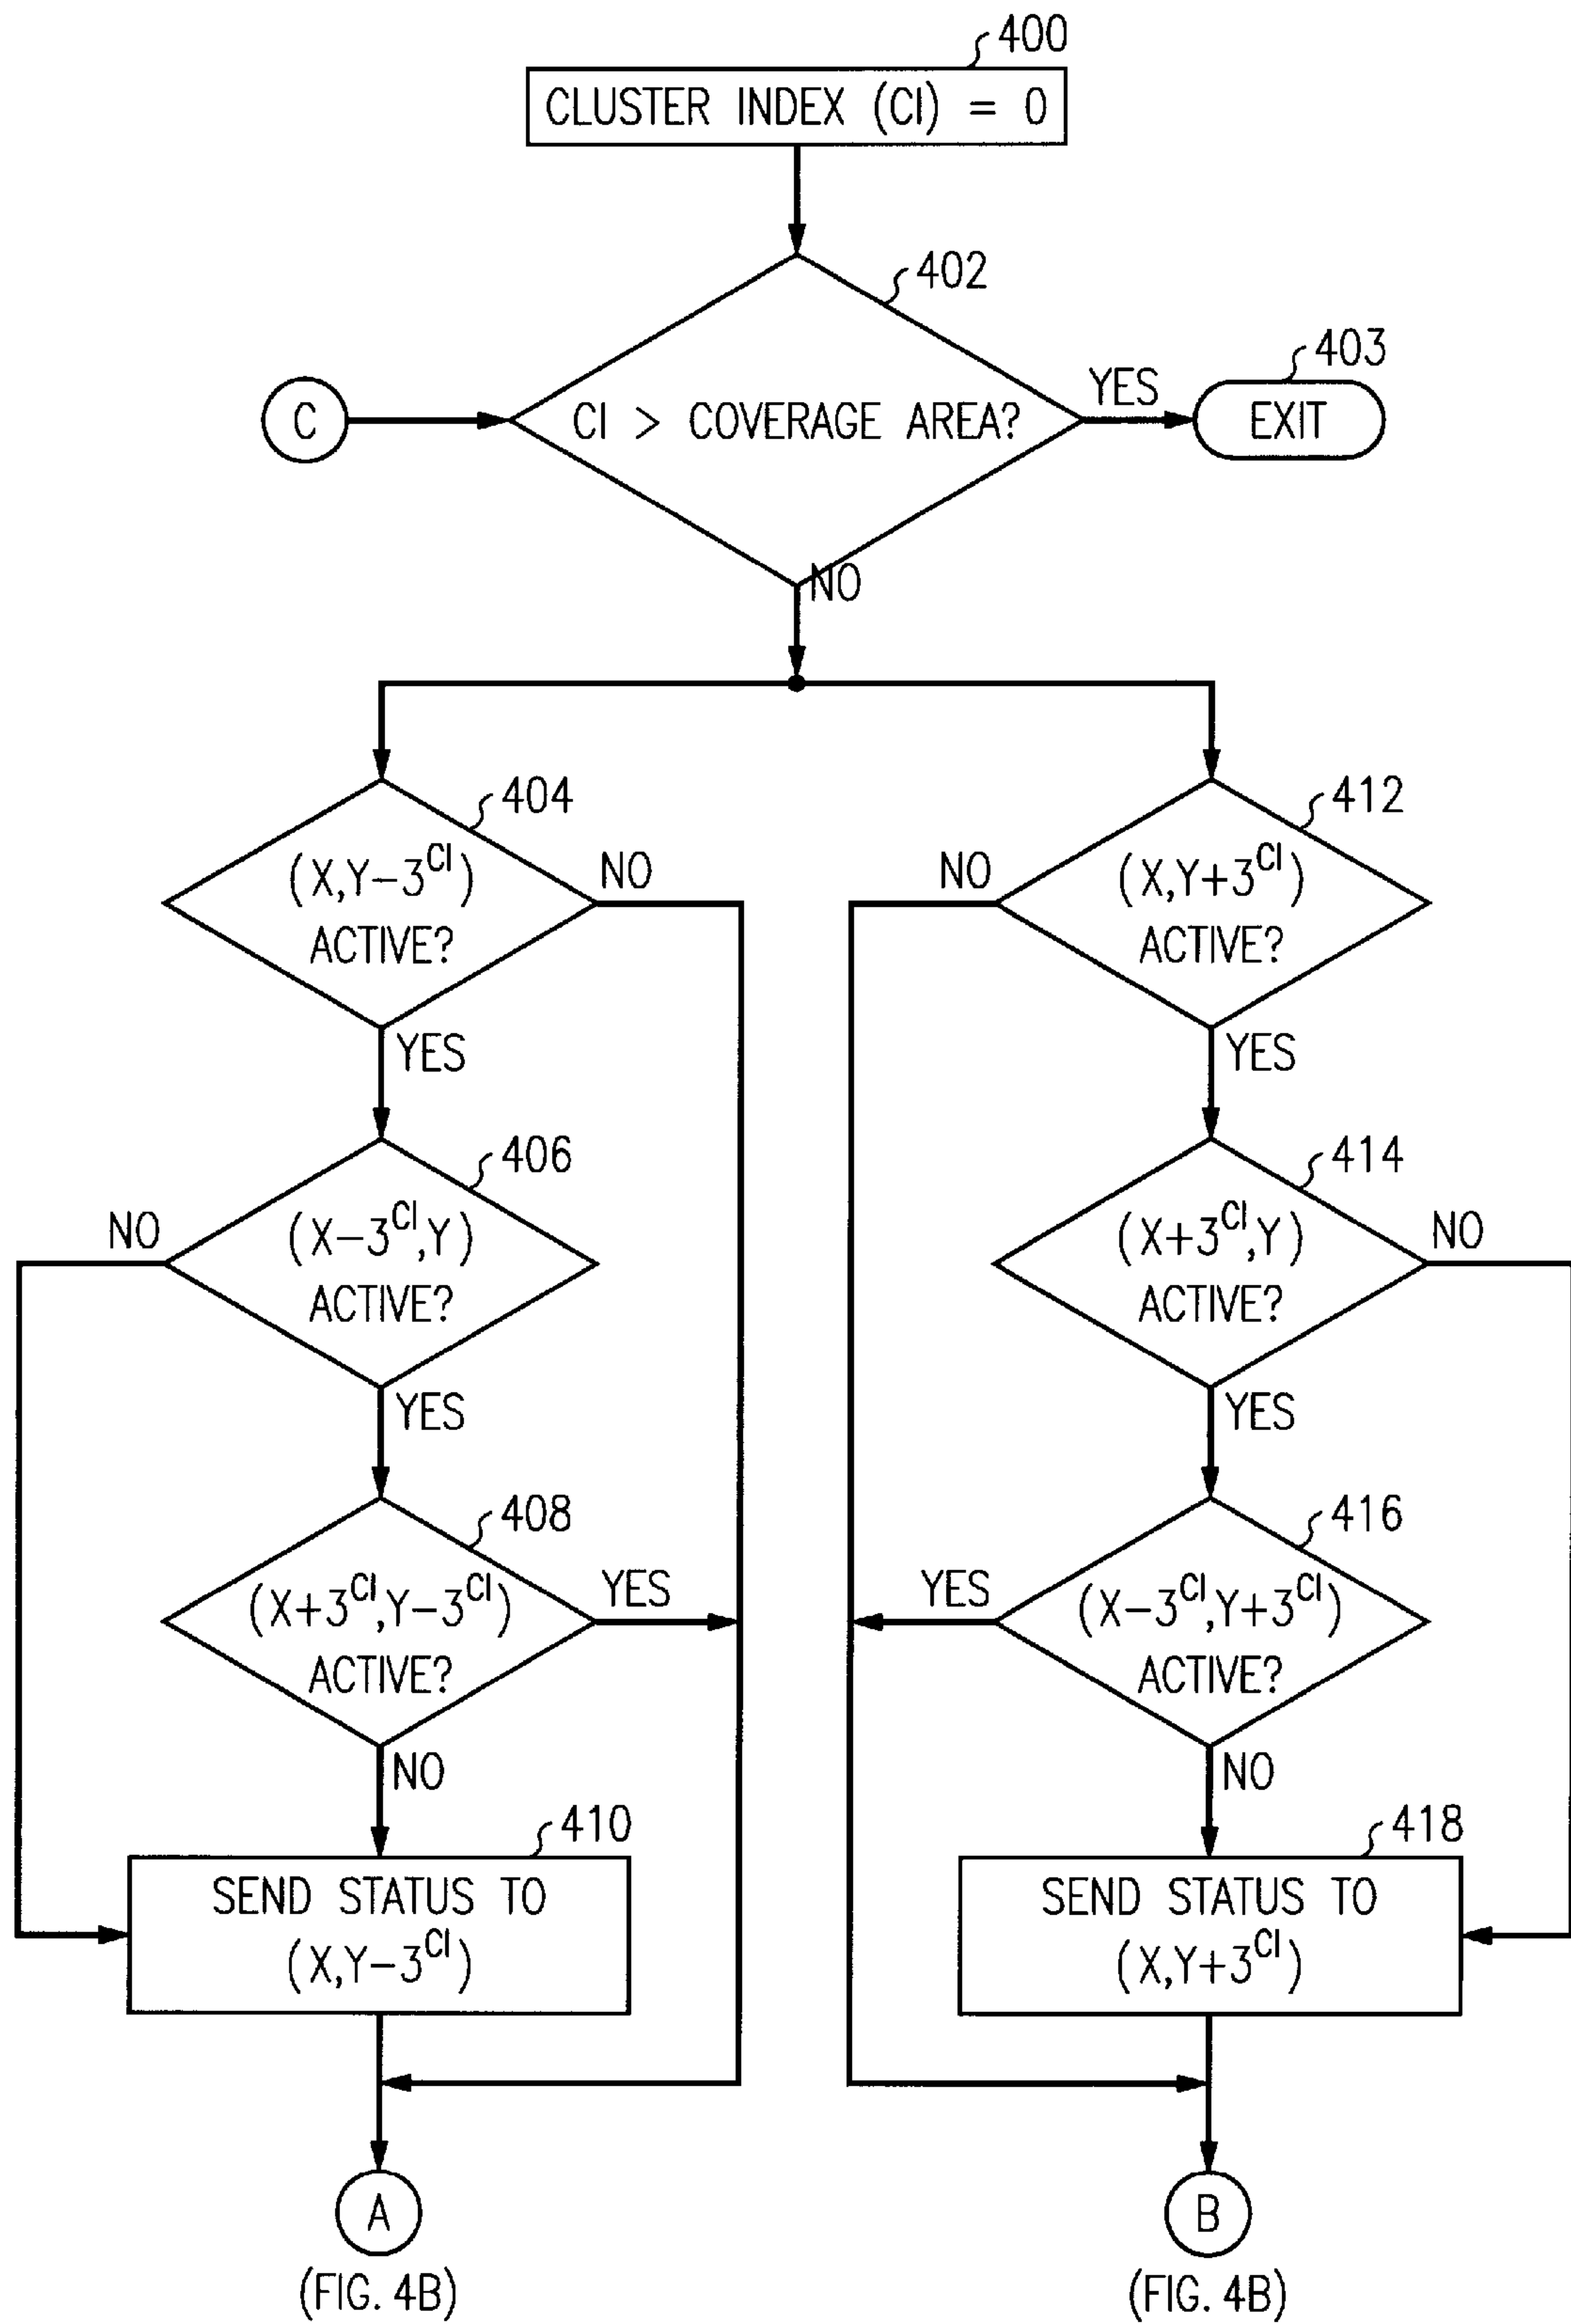 400
CLUSTER INDEX (CI) = 0
402
403
C
CI > COVERAGE AREA?
YES
EXIT
NO
404
(X,Y−3^CI)
ACTIVE?
NO
YES
406
(X−3^CI,Y)
ACTIVE?
NO
YES
408
(X+3^CI,Y−3^CI)
ACTIVE?
YES
NO
410
SEND STATUS TO
(X,Y−3^CI)
A
(FIG. 4B)
412
(X,Y+3^CI)
ACTIVE?
NO
YES
414
(X+3^CI,Y)
ACTIVE?
NO
YES
416
(X−3^CI,Y+3^CI)
ACTIVE?
YES
NO
418
SEND STATUS TO
(X,Y+3^CI)
B
(FIG. 4B)